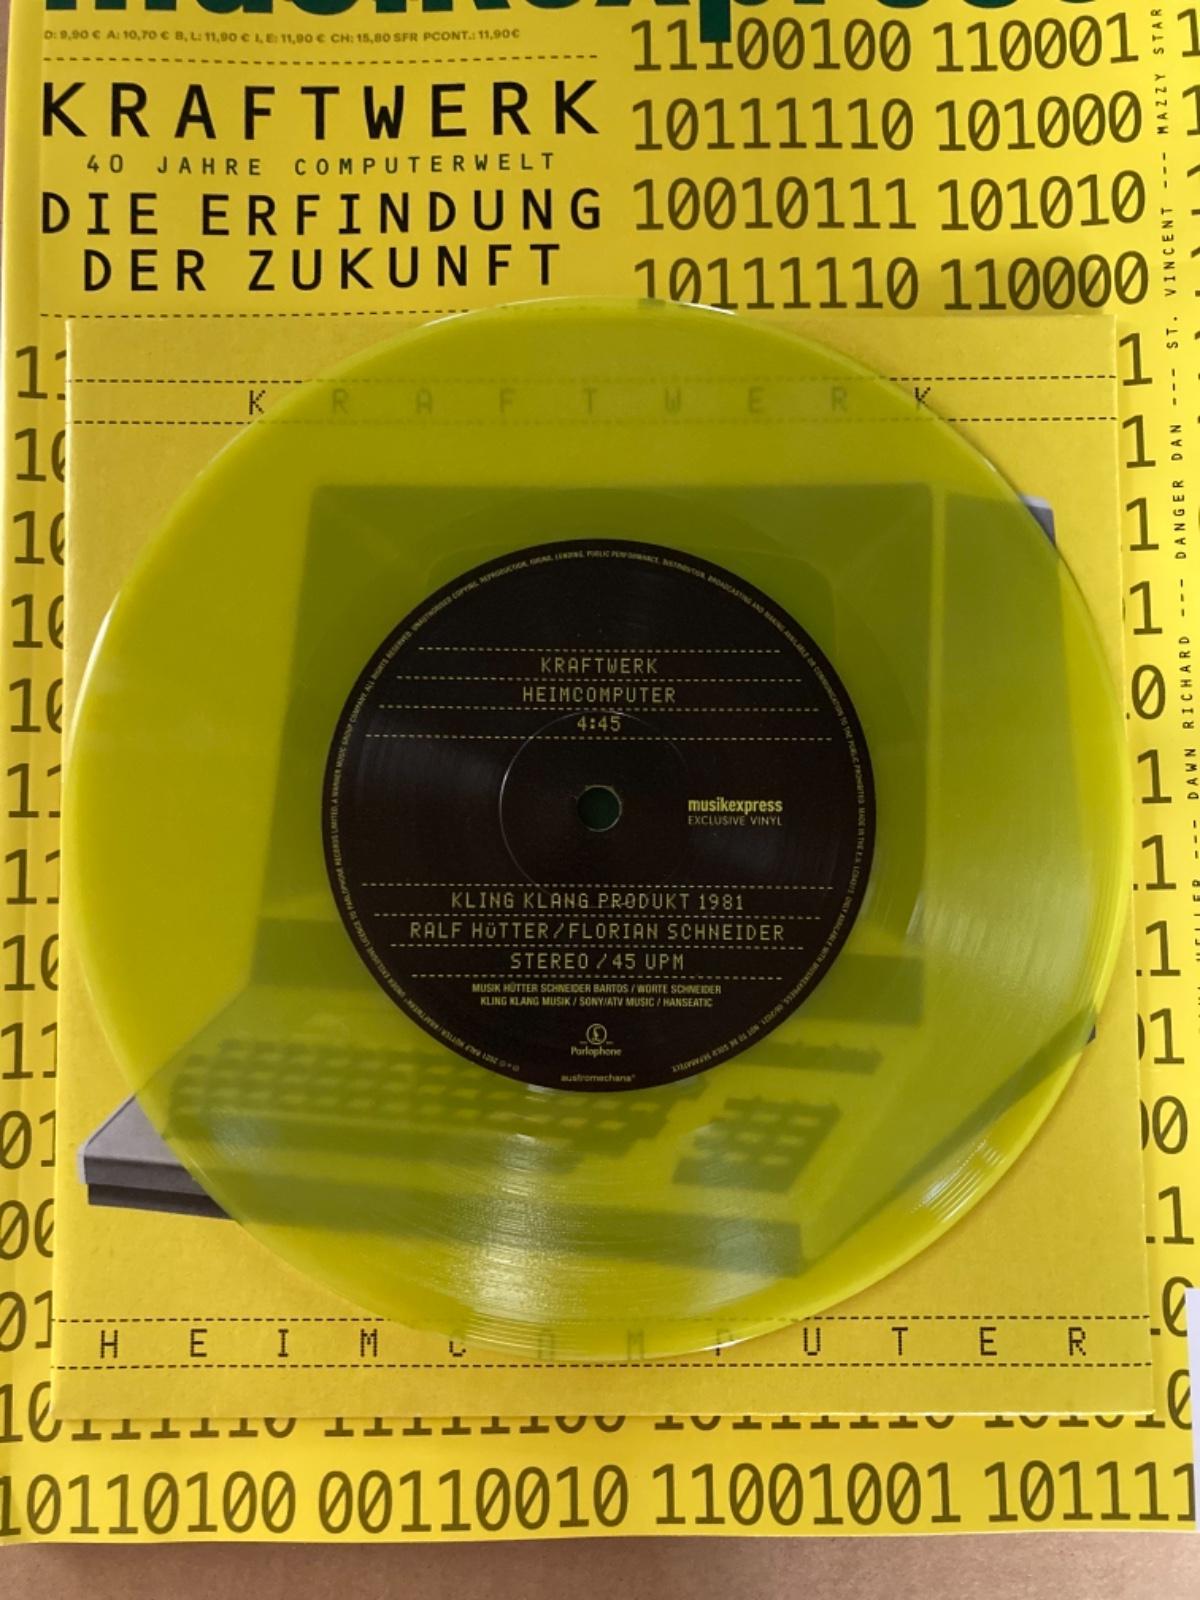 musikexpress
D: 9,90 € A: 10,70 € B, L: 11,90 € I, E: 11,90 € CH: 15,80 SFR PCONT.: 11,90 €
KRAFTWERK
40 JAHRE COMPUTERWELT
DIE ERFINDUNG
DER ZUKUNFT
11100100 110001
10111110 101000
10010111 101010
10111110 110000
MAZZY STAR
ST. VINCENT ---
DANGER DAN ---
DAWN RICHARD ---
HELLER ---
KRAFTWERK
KRAFTWERK
HEIMCOMPUTER
4:45
musikexpress
EXCLUSIVE VINYL
KLING KLANG PRODUKT 1981
RALF HüTTER/FLORIAN SCHNEIDER
STEREO/45 UPM
MUSIK HÜTTER SCHNEIDER BARTOS / WORTE SCHNEIDER
KLING KLANG MUSIK / SONY/ATV MUSIC / HANSEATIC
Parlophone
austromechana®
HEIMCOMPUTER
10110100 00110010 11001001 101111